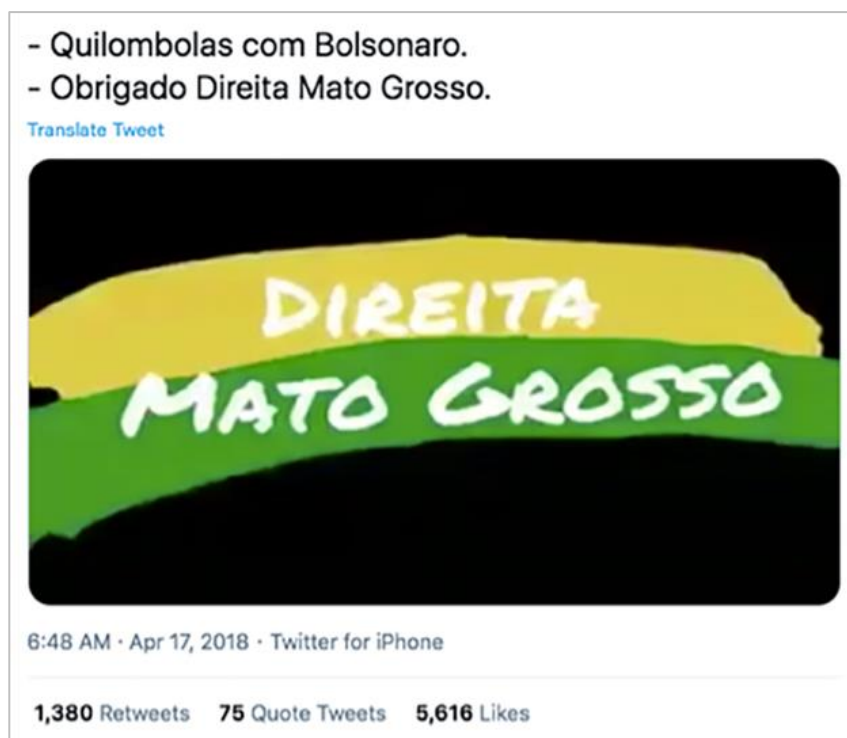 - Quilombolas com Bolsonaro.
- Obrigado Direita Mato Grosso.
Translate Tweet
DIREITA
MATO GROSSO
6:48 AM · Apr 17, 2018 · Twitter for iPhone
1,380 Retweets 75 Quote Tweets 5,616 Likes